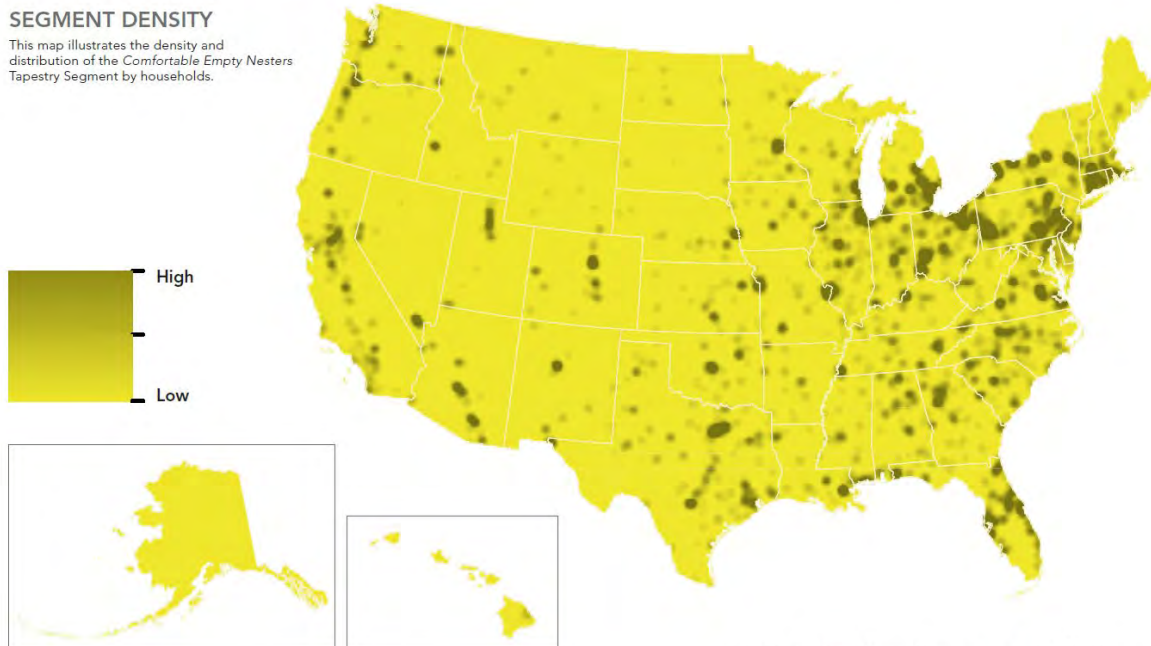 SEGMENT DENSITY
This map illustrates the density and
distribution of the Comfortable Empty Nesters
Tapestry Segment by households.
High
Low